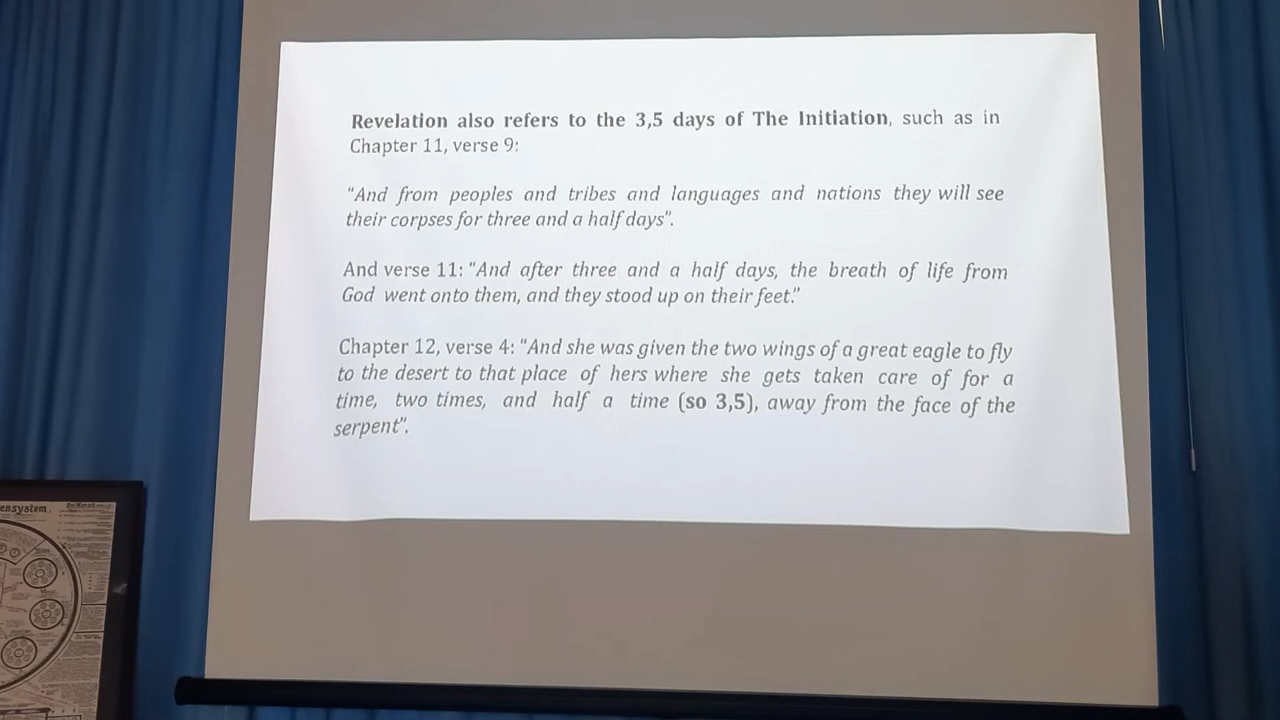 Revelation also refers to the 3,5 days of The Initiation, such as in
Chapter 11, verse 9:
"And from peoples and tribes and languages and nations they will see
their corpses for three and a half days".
And verse 11: "And after three and a half days, the breath of life from
God went onto them, and they stood up on their feet."
Chapter 12, verse 4: "And she was given the two wings of a great eagle to fly
to the desert to that place of hers where she gets taken care of for a
time, two times, and half a time (so 3,5), away from the face of the
serpent".
ensystem.